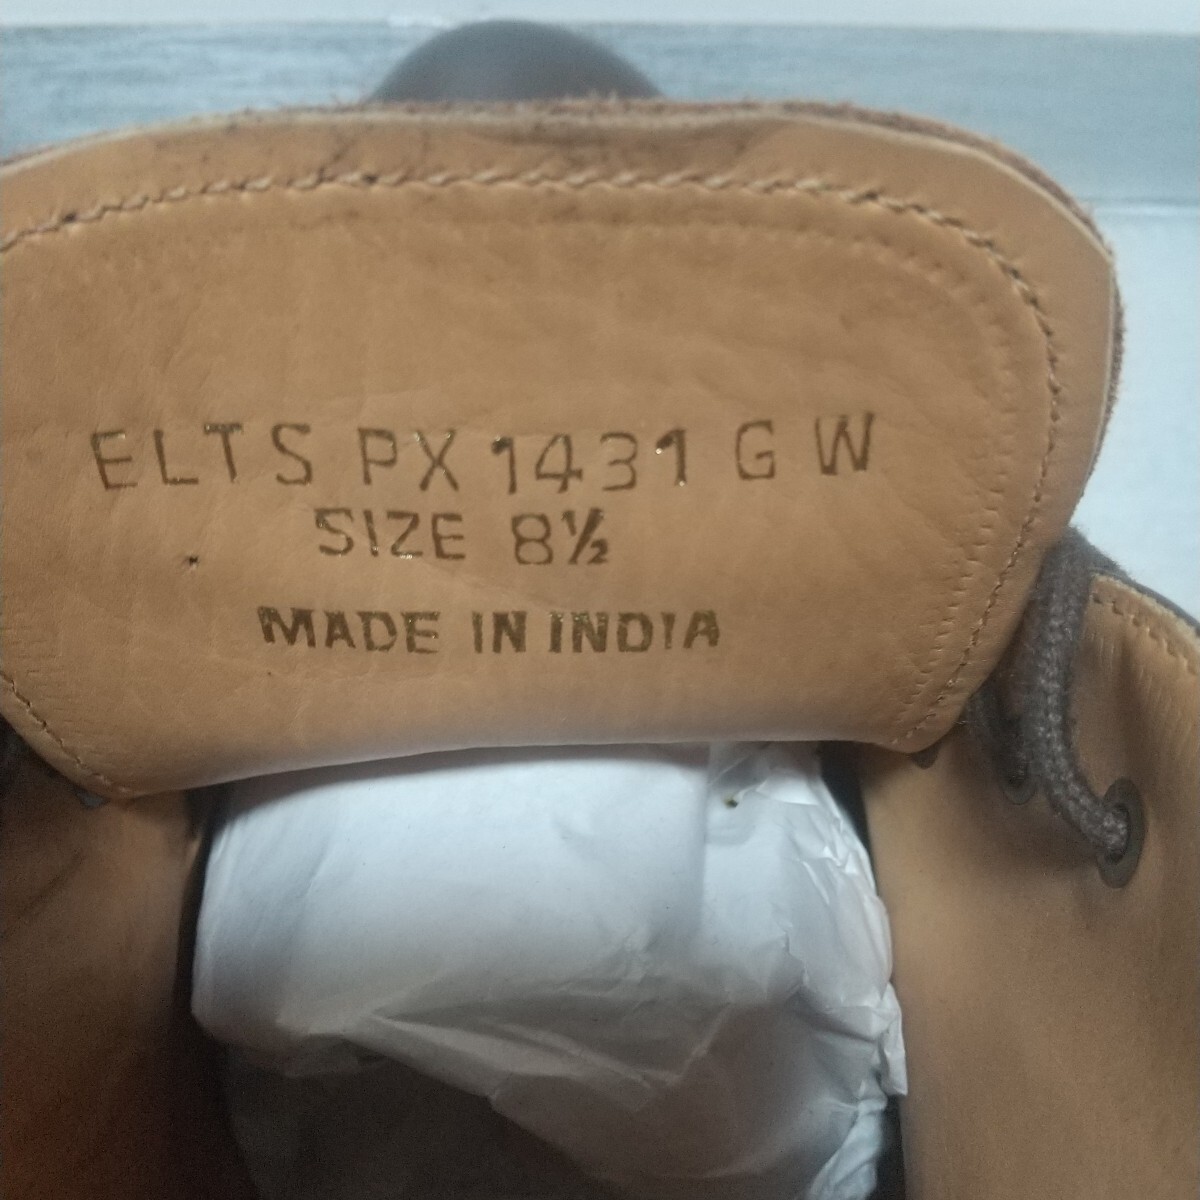 ELTS PX 1431 G W
SIZE 8½
MADE IN INDIA